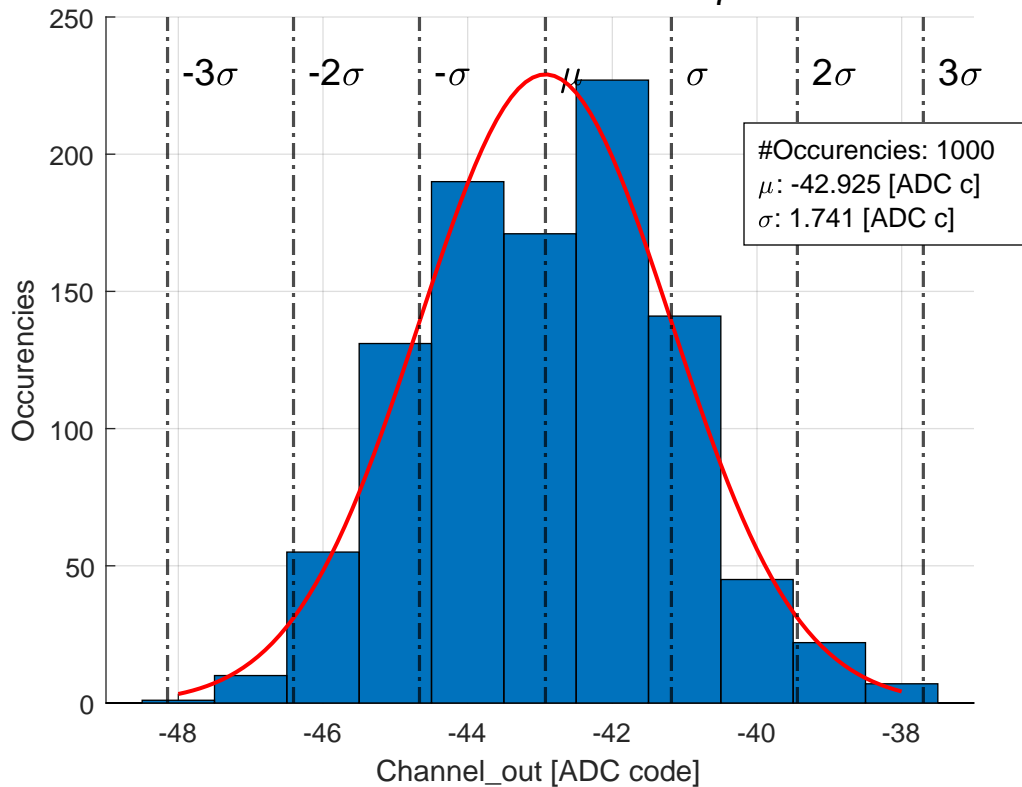 250
-3σ -2σ -σ μ σ 2σ 3σ
#Occurencies: 1000
μ: -42.925 [ADC c]
σ: 1.741 [ADC c]
200
150
100
50
0
Occurencies
-48 -46 -44 -42 -40 -38
Channel_out [ADC code]